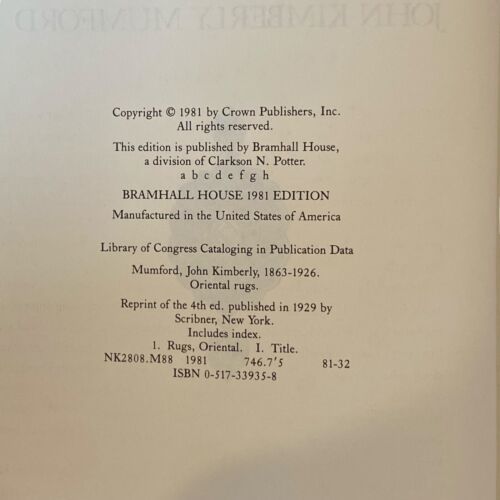 JOHN KIMBERLY MUMFORD
Copyright © 1981 by Crown Publishers, Inc.
All rights reserved.
This edition is published by Bramhall House,
a division of Clarkson N. Potter.
a b c d e f g h
BRAMHALL HOUSE 1981 EDITION
Manufactured in the United States of America
Library of Congress Cataloging in Publication Data
Mumford, John Kimberly, 1863-1926.
Oriental rugs.
Reprint of the 4th ed. published in 1929 by
Scribner, New York.
Includes index.
1. Rugs, Oriental. I. Title.
NK2808.M88 1981 746.7'5 81-32
ISBN 0-517-33935-8